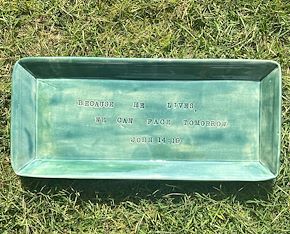 BECAUSE HE LIVES,
WE CAN FACE TOMORROW
JOHN 14:19